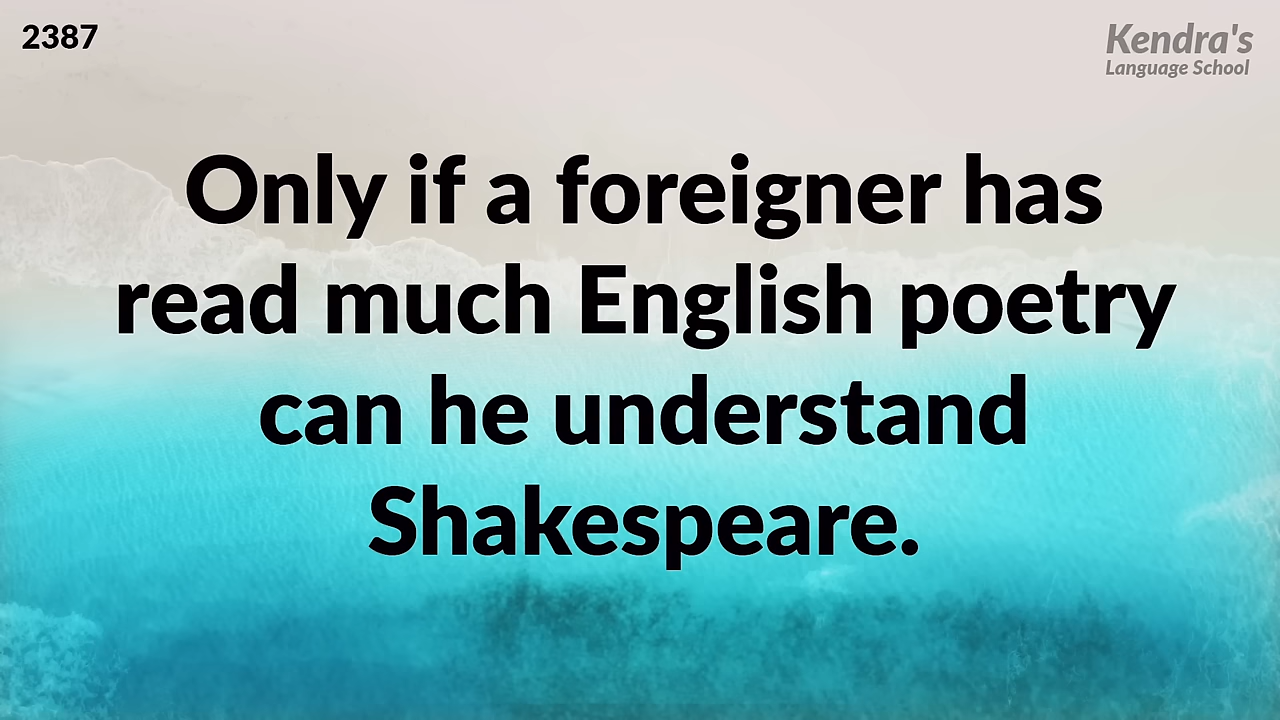 2387
Kendra's
Language School
Only if a foreigner has
read much English poetry
can he understand
Shakespeare.